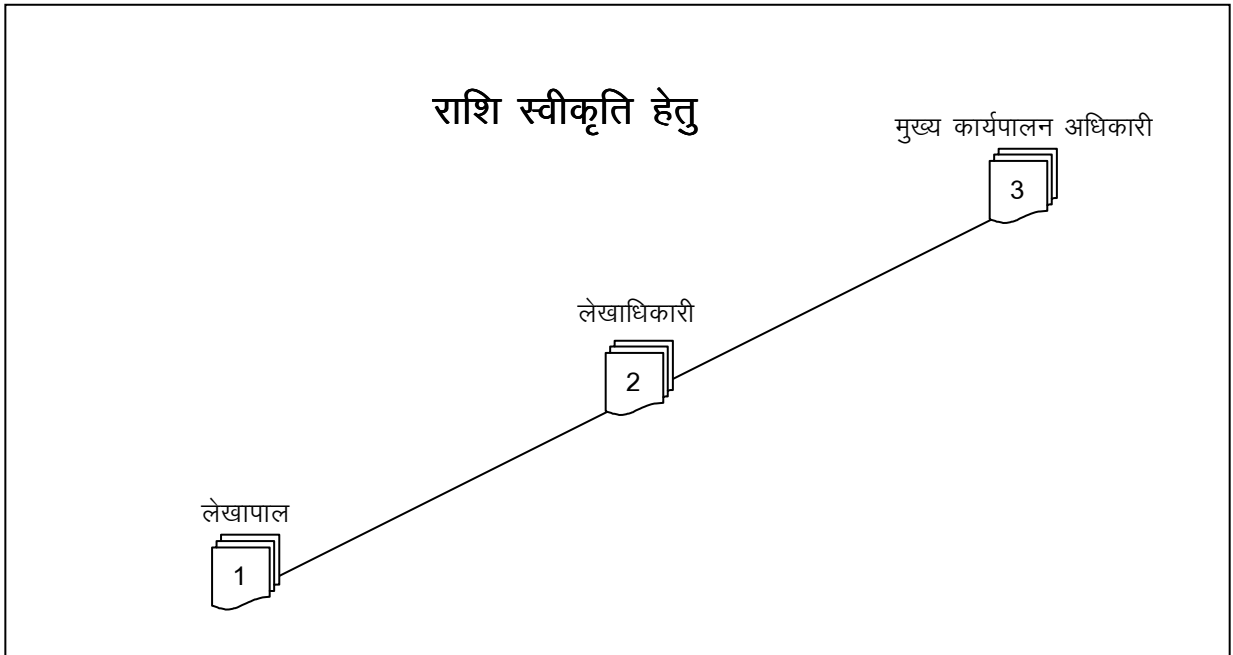 राशि स्वीकृति हेतु
मुख्य कार्यपालन अधिकारी
3
लेखाधिकारी
2
लेखापाल
1